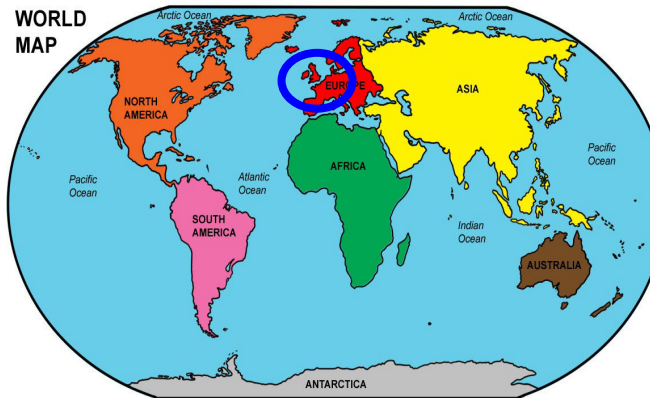 WORLD
MAP
Arctic Ocean
Arctic Ocean
NORTH
AMERICA
EUROPE
ASIA
Pacific
Ocean
Atlantic
Ocean
AFRICA
Pacific
Ocean
SOUTH
AMERICA
Indian
Ocean
AUSTRALIA
ANTARCTICA